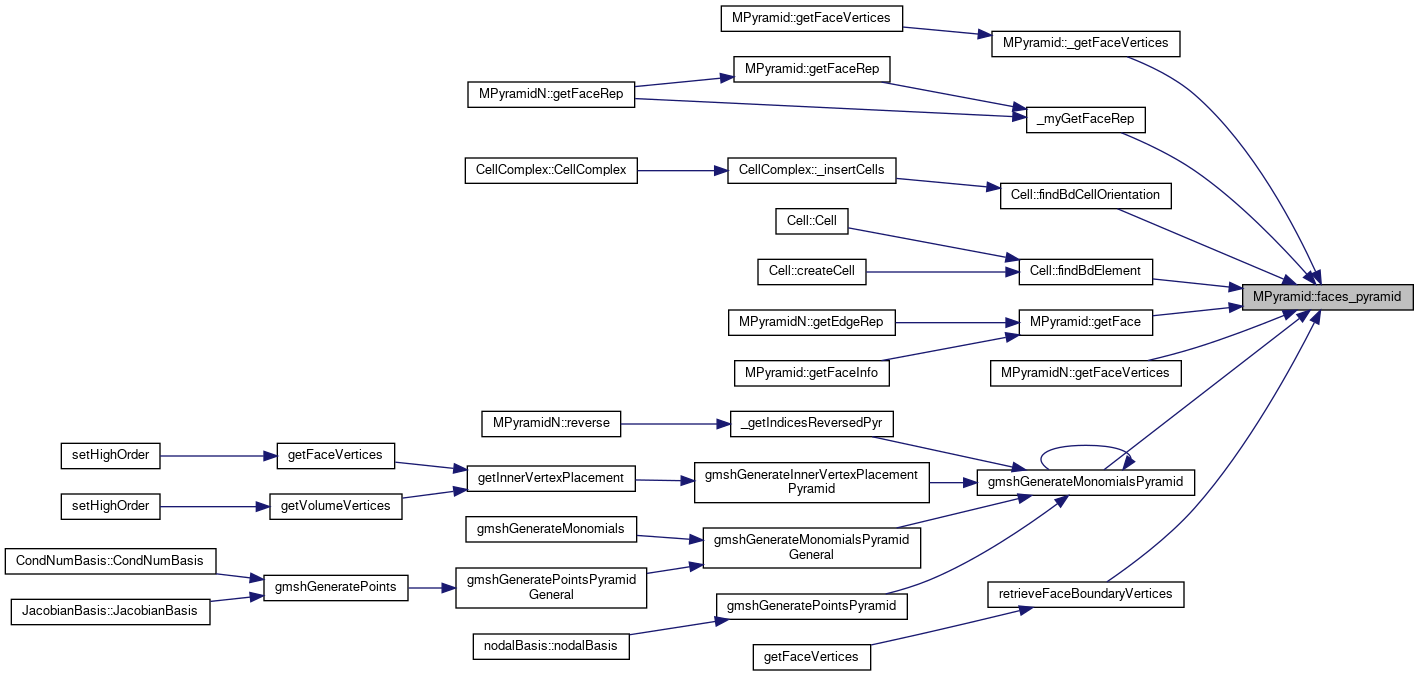 MPyramid::getFaceVertices
MPyramid::_getFaceVertices
MPyramid::getFaceRep
MPyramidN::getFaceRep
_myGetFaceRep
CellComplex::CellComplex
CellComplex::_insertCells
Cell::findBdCellOrientation
Cell::Cell
Cell::createCell
Cell::findBdElement
MPyramid::faces_pyramid
MPyramidN::getEdgeRep
MPyramid::getFace
MPyramid::getFaceInfo
MPyramidN::getFaceVertices
MPyramidN::reverse
_getIndicesReversedPyr
setHighOrder
getFaceVertices
getInnerVertexPlacement
gmshGenerateInnerVertexPlacement
Pyramid
gmshGenerateMonomialsPyramid
setHighOrder
getVolumeVertices
gmshGenerateMonomials
gmshGenerateMonomialsPyramid
General
CondNumBasis::CondNumBasis
gmshGeneratePoints
gmshGeneratePointsPyramid
General
JacobianBasis::JacobianBasis
gmshGeneratePointsPyramid
retrieveFaceBoundaryVertices
nodalBasis::nodalBasis
getFaceVertices